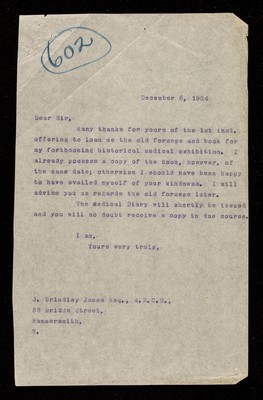 602
December 6, 1904
Dear Sir,
Many thanks for yours of the 1st inst.
offering to loan me the old forceps and book for
my forthcoming historical medical exhibition. I
already possess a copy of the book, however, of
the same date; otherwise I should have been happy
to have availed myself of your kindness. I will
advise you as regards the old forceps later.
The Medical Diary will shortly be issued
and you will no doubt receive a copy in due course.
I am,
Yours very truly,
J. Brindley James Esq., M.R.C.S.,
Street,